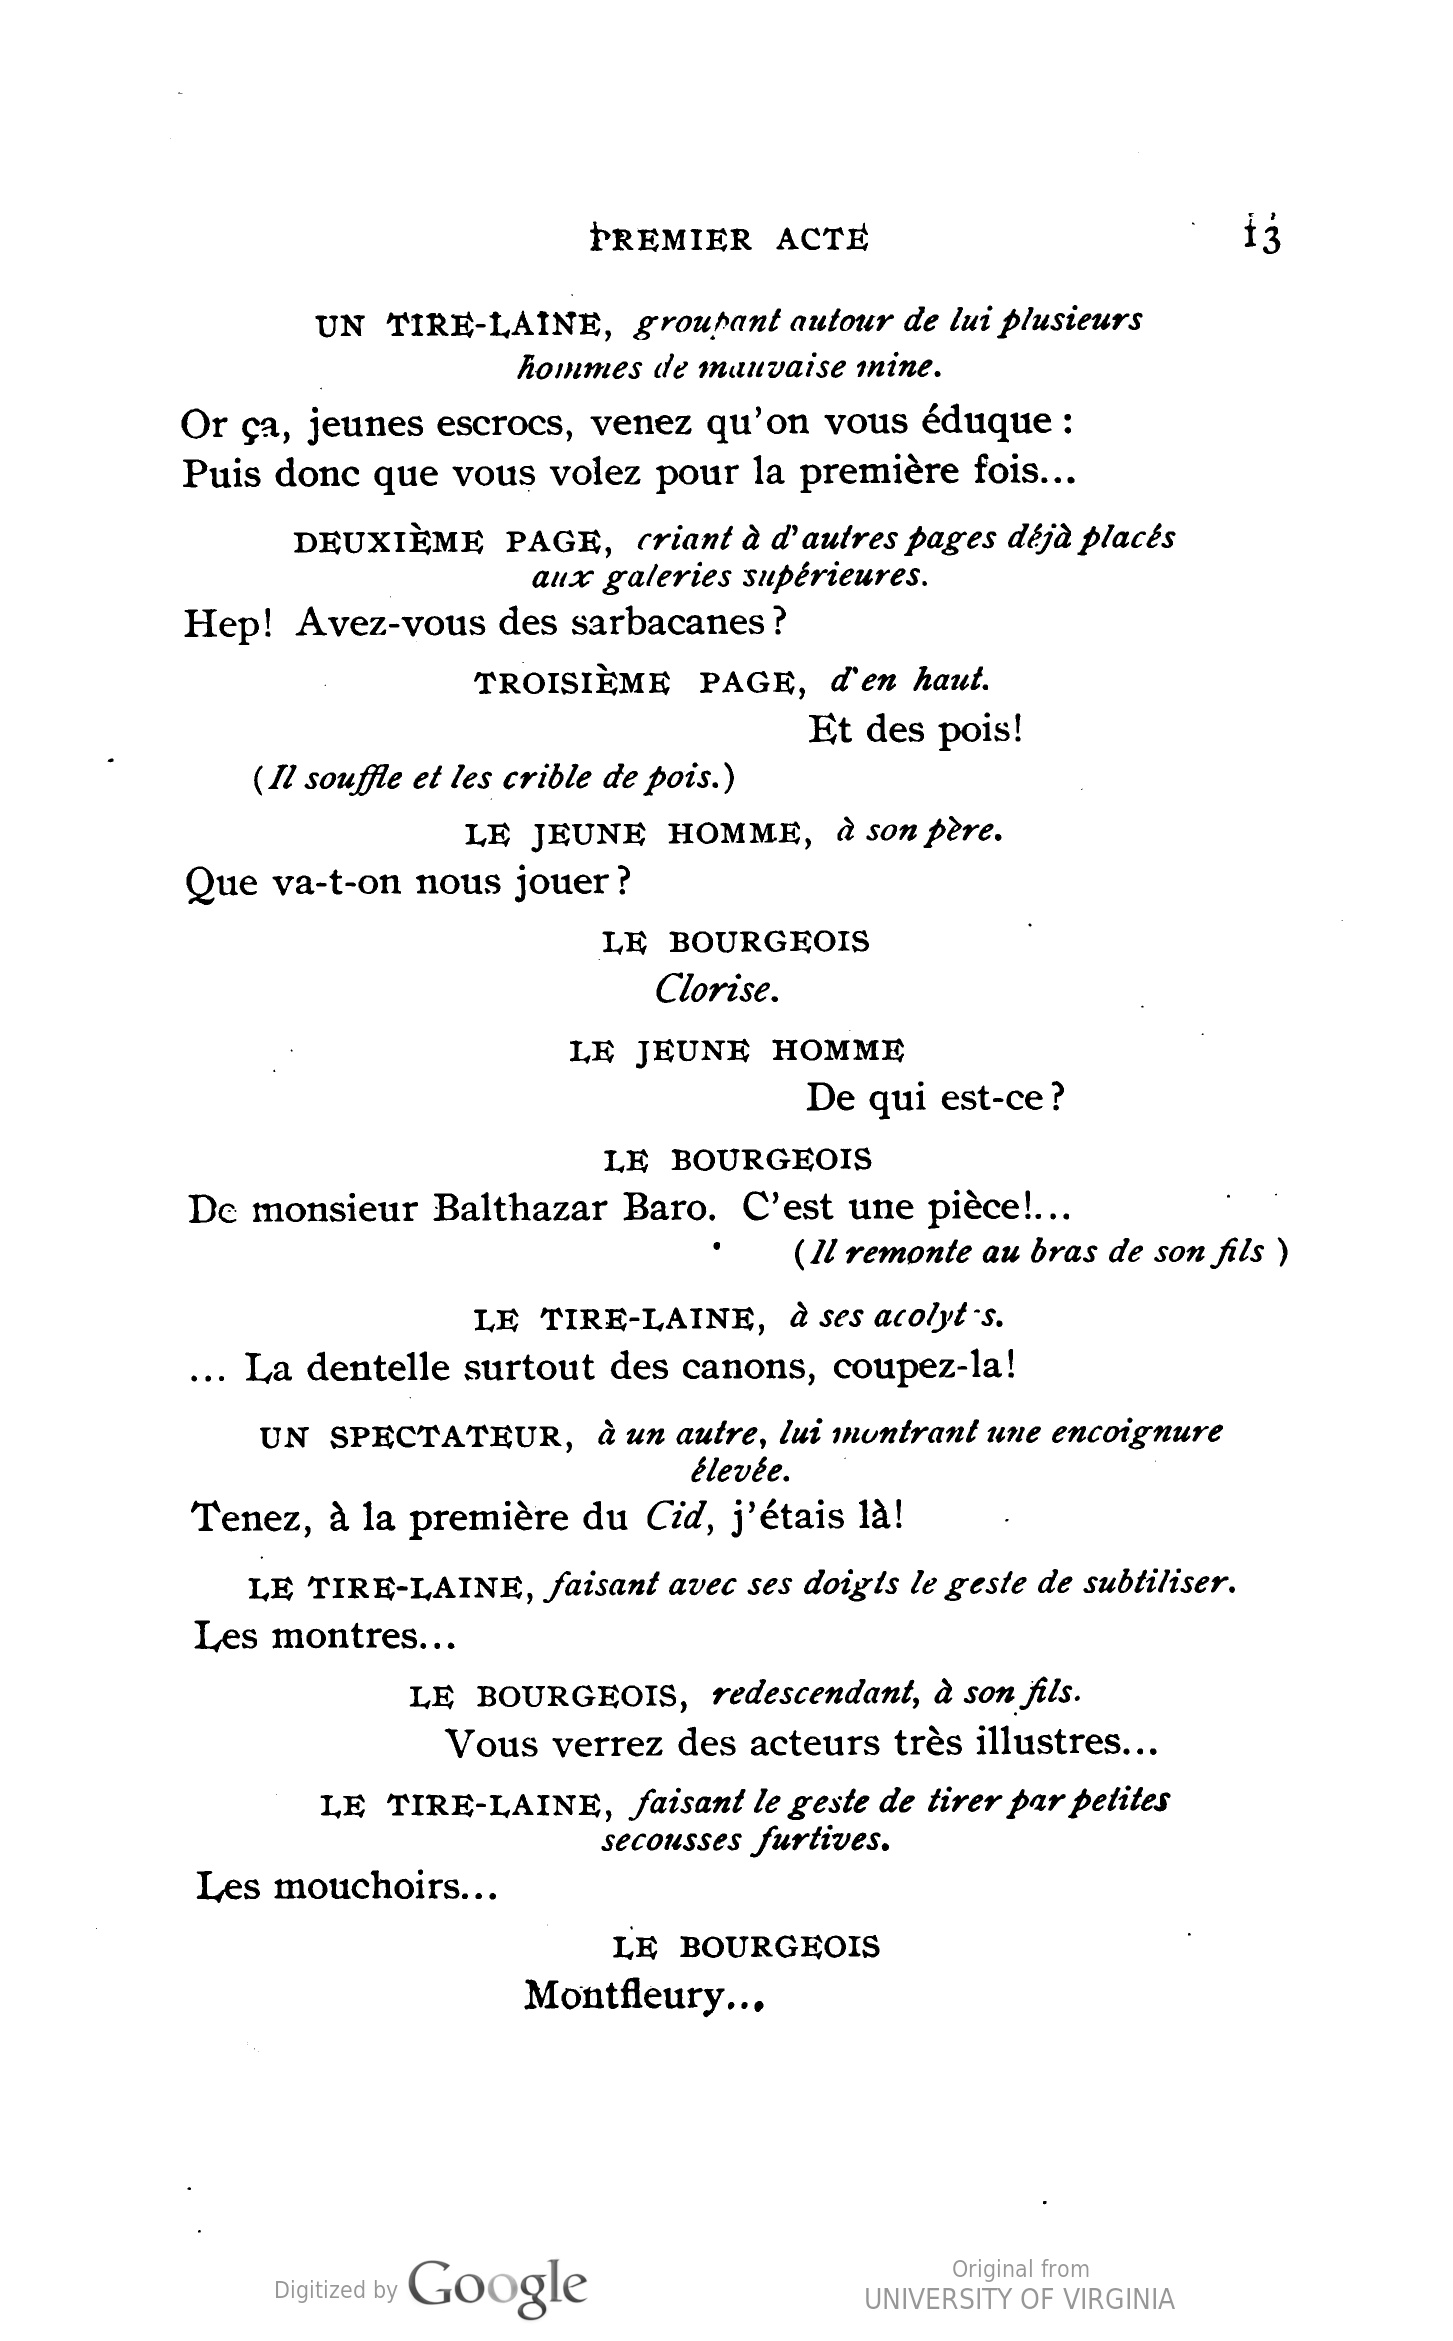 PREMIER ACTE 13
UN TIRE-LAINE, groupant autour de lui plusieurs
hommes de mauvaise mine.
Or ça, jeunes escrocs, venez qu'on vous éduque :
Puis donc que vous volez pour la première fois...
DEUXIÈME PAGE, criant à d'autres pages déjà placés
aux galeries supérieures.
Hep! Avez-vous des sarbacanes?
TROISIÈME PAGE, d'en haut.
Et des pois!
(Il souffle et les crible de pois.)
LE JEUNE HOMME, à son père.
Que va-t-on nous jouer?
LE BOURGEOIS
Clorise.
LE JEUNE HOMME
De qui est-ce?
LE BOURGEOIS
De monsieur Balthazar Baro. C'est une pièce!...
(Il remonte au bras de son fils )
LE TIRE-LAINE, à ses acolytes.
... La dentelle surtout des canons, coupez-la!
UN SPECTATEUR, à un autre, lui montrant une encoignure
élevée.
Tenez, à la première du Cid, j'étais là!
LE TIRE-LAINE, faisant avec ses doigts le geste de subtiliser.
Les montres...
LE BOURGEOIS, redescendant, à son fils.
Vous verrez des acteurs très illustres...
LE TIRE-LAINE, faisant le geste de tirer par petites
secousses furtives.
Les mouchoirs...
LE BOURGEOIS
Montfleury...
Digitized by Google
Original from
UNIVERSITY OF VIRGINIA